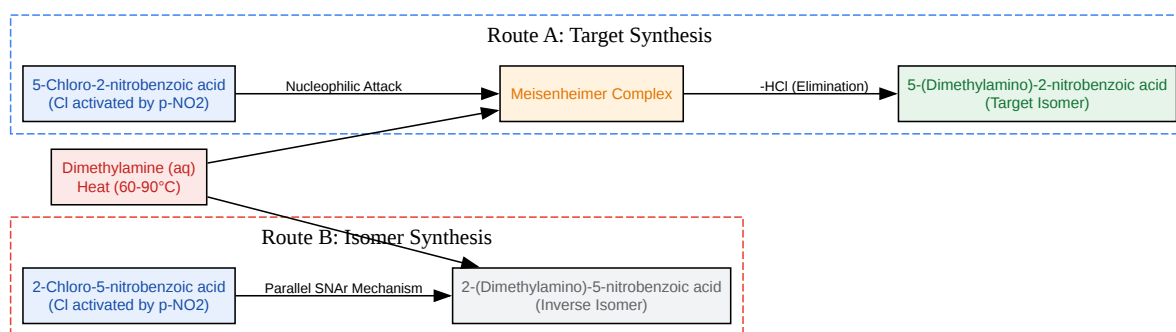 Route A: Target Synthesis
5-Chloro-2-nitrobenzoic acid
(Cl activated by p-NO2)
Nucleophilic Attack
Meisenheimer Complex
-HCl (Elimination)
5-(Dimethylamino)-2-nitrobenzoic acid
(Target Isomer)
Dimethylamine (aq)
Heat (60-90°C)
Route B: Isomer Synthesis
2-Chloro-5-nitrobenzoic acid
(Cl activated by p-NO2)
Parallel SNAr Mechanism
2-(Dimethylamino)-5-nitrobenzoic acid
(Inverse Isomer)